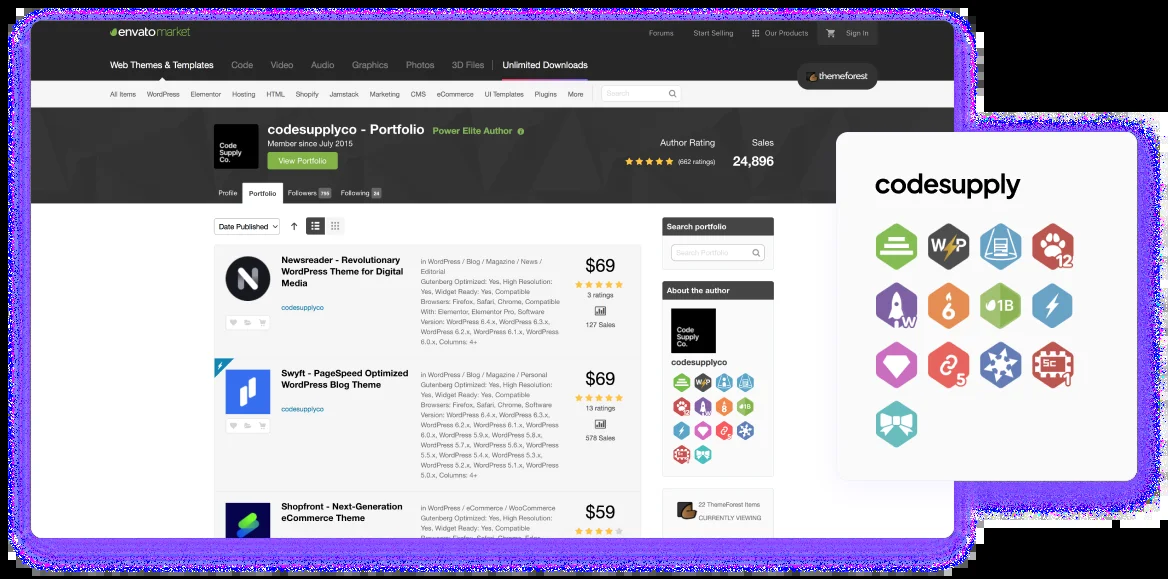 envato market
Forums Start Selling Our Products Sign In
Web Themes & Templates Code Video Audio Graphics Photos 3D Files Unlimited Downloads
themeforest
All Items WordPress Elementor Hosting HTML Shopify Jamstack Marketing CMS eCommerce UI Templates Plugins More Search
Code
Supply
Co.
codesupplyco - Portfolio Power Elite Author
Member since July 2015
View Portfolio
Author Rating Sales
(662 ratings) 24,896
Profile Portfolio Followers 755 Following
Date Published
Newsreader - Revolutionary
WordPress Theme for Digital
Media
codesupplyco
in WordPress / Blog / Magazine / News /
Editorial
Gutenberg Optimized: Yes, High Resolution:
Yes, Widget Ready: Yes, Compatible
Browsers: Firefox, Safari, Chrome, Compatible
With: Elementor, Elementor Pro, Software
Version: WordPress 6.4.x, WordPress 6.3.x,
WordPress 6.2.x, WordPress 6.1.x, WordPress
6.0.x, Columns: 4+
$69
3 ratings
127 Sales
Swyft - PageSpeed Optimized
WordPress Blog Theme
codesupplyco
in WordPress / Blog / Magazine / Personal
Gutenberg Optimized: Yes, High Resolution:
Yes, Widget Ready: Yes, Compatible
Browsers: Firefox, Safari, Chrome, Software
Version: WordPress 6.4.x, WordPress 6.3.x,
WordPress 6.2.x, WordPress 6.1.x, WordPress
6.0.x, WordPress 5.9.x, WordPress 5.8.x,
WordPress 5.7.x, WordPress 5.6.x, WordPress
5.5.x, WordPress 5.4.x, WordPress 5.3.x,
WordPress 5.2.x, WordPress 5.1.x, WordPress
5.0.x, Columns: 4+
$69
13 ratings
578 Sales
Shopfront - Next-Generation
eCommerce Theme
in WordPress / eCommerce / WooCommerce
Gutenberg Optimized: Yes, High Resolution:
Yes, Widget Ready: Yes, Compatible
$59
Search portfolio
Search Portfolio
About the author
Code
Supply
Co.
codesupplyco
22 ThemeForest Items
CURRENTLY VIEWING
codesupply
W P 12
W 6 1B
5 SC 1